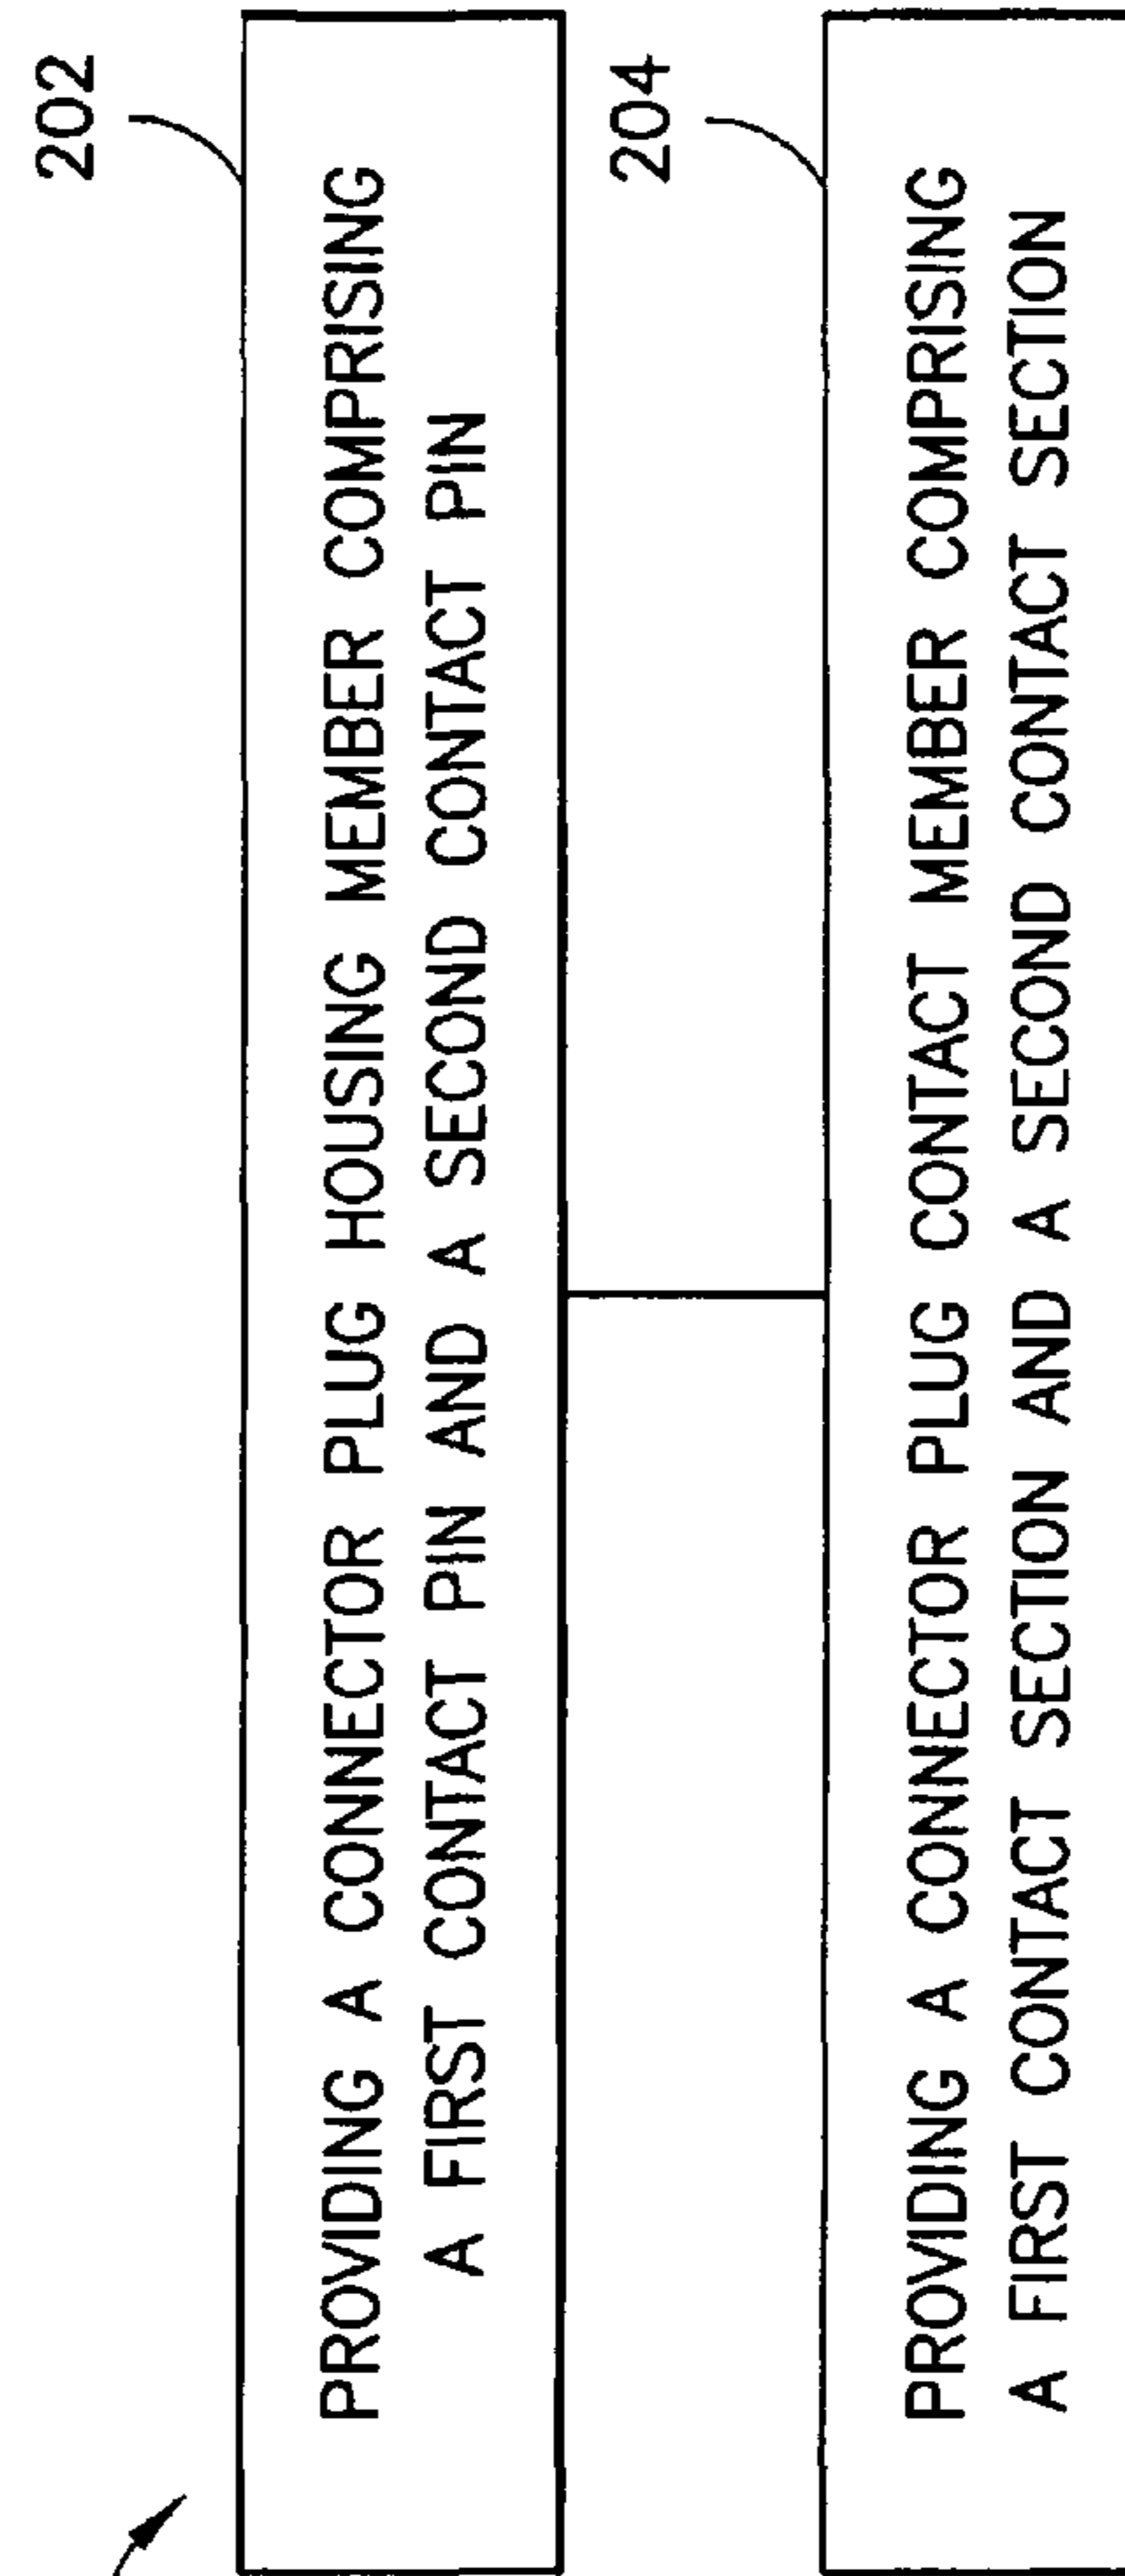 202
PROVIDING A CONNECTOR PLUG HOUSING MEMBER COMPRISING
A FIRST CONTACT PIN AND A SECOND CONTACT PIN
204
PROVIDING A CONNECTOR PLUG CONTACT MEMBER COMPRISING
A FIRST CONTACT SECTION AND A SECOND CONTACT SECTION